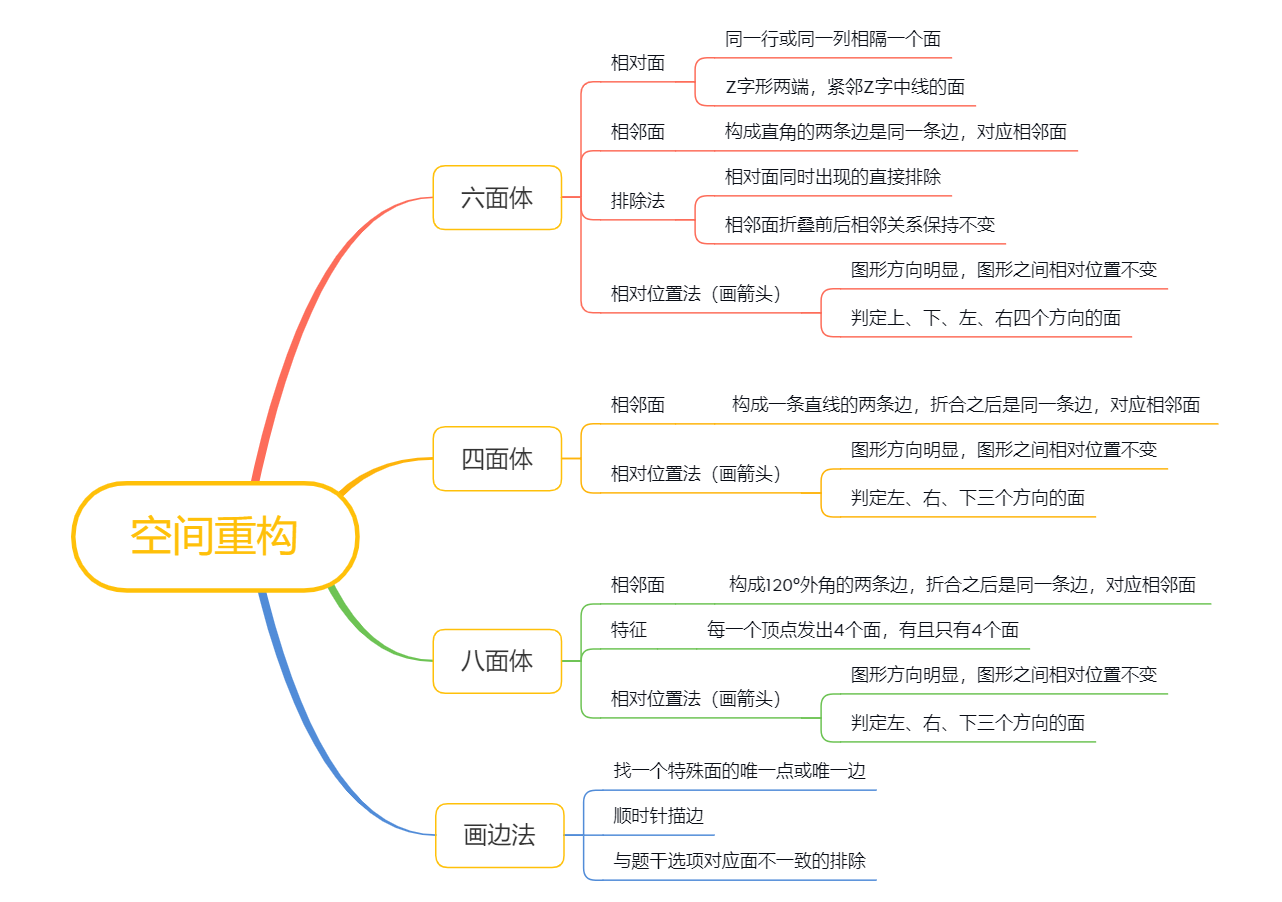 空间重构
六面体
相对面
同一行或同一列相隔一个面
Z字形两端，紧邻Z字中线的面
相邻面
构成直角的两条边是同一条边，对应相邻面
排除法
相对面同时出现的直接排除
相邻面折叠前后相邻关系保持不变
相对位置法（画箭头）
图形方向明显，图形之间相对位置不变
判定上、下、左、右四个方向的面
四面体
相邻面
构成一条直线的两条边，折合之后是同一条边，对应相邻面
相对位置法（画箭头）
图形方向明显，图形之间相对位置不变
判定左、右、下三个方向的面
八面体
相邻面
构成120°外角的两条边，折合之后是同一条边，对应相邻面
特征
每一个顶点发出4个面，有且只有4个面
相对位置法（画箭头）
图形方向明显，图形之间相对位置不变
判定左、右、下三个方向的面
画边法
找一个特殊面的唯一点或唯一边
顺时针描边
与题干选项对应面不一致的排除